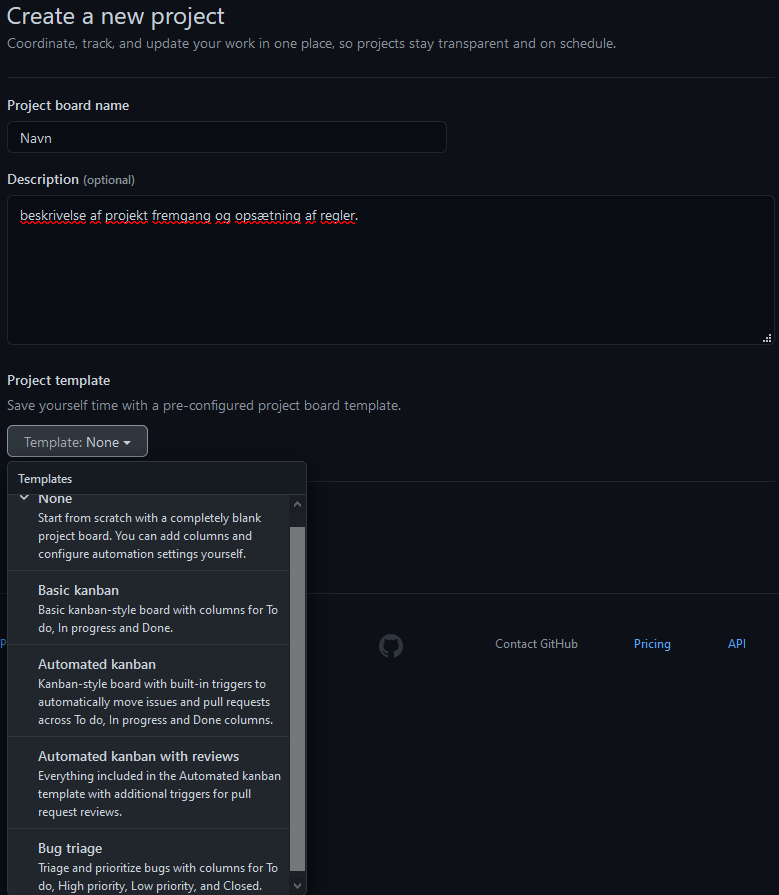 Create a new project
Coordinate, track, and update your work in one place, so projects stay transparent and on schedule.
Project board name
Navn
Description (optional)
beskrivelse af projekt fremgang og opsætning af regler.
Project template
Save yourself time with a pre-configured project board template.
Template: None
Templates
None
Start from scratch with a completely blank
project board. You can add columns and
configure automation settings yourself.
Basic kanban
Basic kanban-style board with columns for To
do, In progress and Done.
Automated kanban
Kanban-style board with built-in triggers to
automatically move issues and pull requests
across To do, In progress and Done columns.
Automated kanban with reviews
Everything included in the Automated kanban
template with additional triggers for pull
request reviews.
Bug triage
Triage and prioritize bugs with columns for To
do, High priority, Low priority, and Closed.
Contact GitHub Pricing API